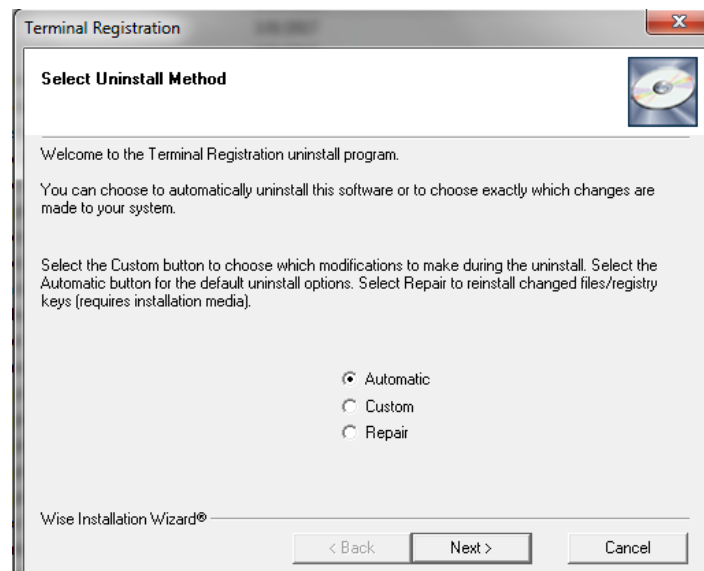 Terminal Registration
Select Uninstall Method
Welcome to the Terminal Registration uninstall program.
You can choose to automatically uninstall this software or to choose exactly which changes are
made to your system.
Select the Custom button to choose which modifications to make during the uninstall. Select the
Automatic button for the default uninstall options. Select Repair to reinstall changed files/registry
keys (requires installation media).
Automatic
Custom
Repair
Wise Installation Wizard®
< Back Next > Cancel